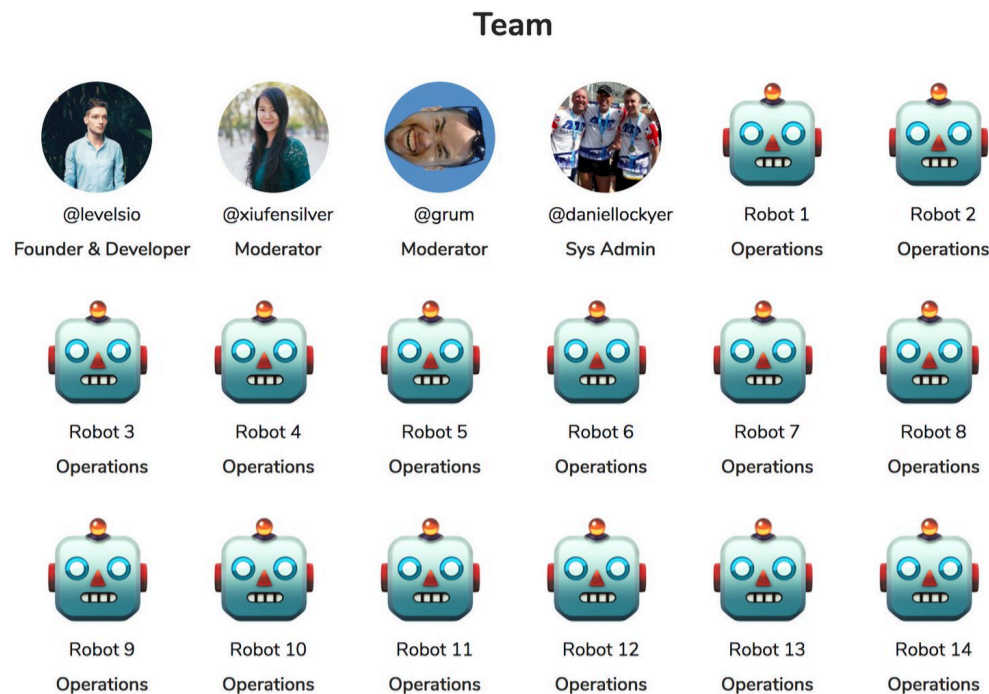 Team
@levelsio @xiufensilver @grum @daniellockyer Robot 1 Robot 2
Founder & Developer Moderator Moderator Sys Admin Operations Operations
Robot 3 Robot 4 Robot 5 Robot 6 Robot 7 Robot 8
Operations Operations Operations Operations Operations Operations
Robot 9 Robot 10 Robot 11 Robot 12 Robot 13 Robot 14
Operations Operations Operations Operations Operations Operations